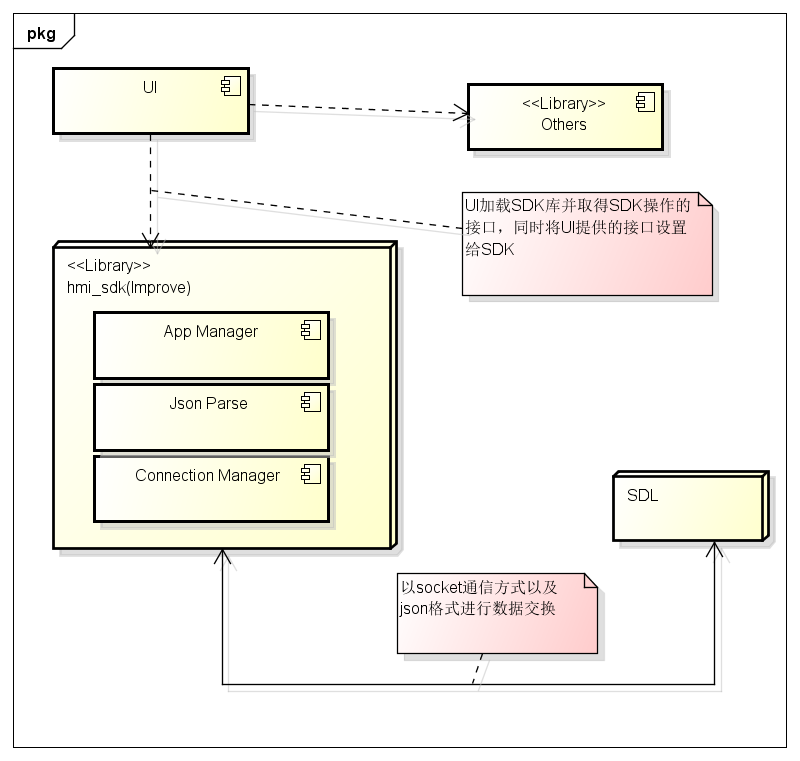 pkg
UI
<<Library>>
Others
UI加载SDK库并取得SDK操作的
接口，同时将UI提供的接口设置
给SDK
<<Library>>
hmi_sdk(Improve)
App Manager
Json Parse
Connection Manager
SDL
以socket通信方式以及
json格式进行数据交换